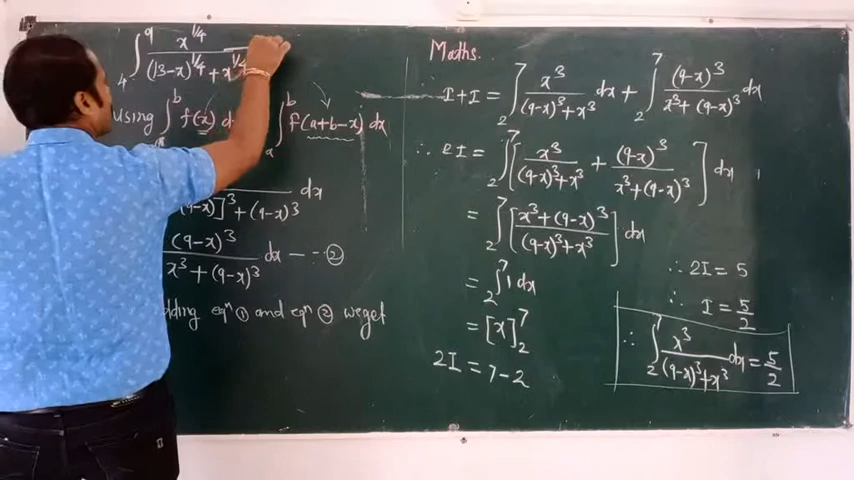 ∫₄⁹ x^1/4 / (13-x)^1/4 + x^1/4
using ∫ₐᵇ f(x) d ∫ₐᵇ f(a+b-x) dx
(9-x)]³ + (9-x)³ dx
(9-x)³ / x³ + (9-x)³ dx — ②
dding eqⁿ ① and eqⁿ ② we get
Maths.
I+I = ∫₂⁷ x³ / (9-x)³+x³ dx + ∫₂⁷ (9-x)³ / x³ + (9-x)³ dx
∴ 2I = ∫₂⁷ [ x³ / (9-x)³+x³ + (9-x)³ / x³+(9-x)³ ] dx
= ∫₂⁷ [ x³+(9-x)³ / (9-x)³+x³ ] dx
= ∫₂⁷ 1 dx
= [x]₂⁷
2I = 7-2
∴ 2I = 5
∴ I = 5/2
∴ ∫₂⁷ x³ / (9-x)³+x³ dx = 5/2